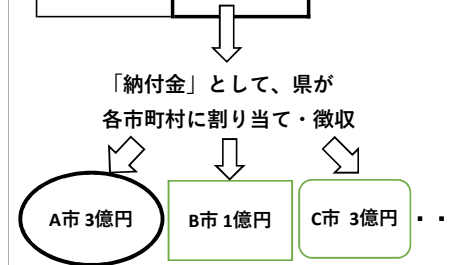 「納付金」として、県が
各市町村に割り当て・徴収
A市 3億円
B市 1億円
C市 3億円
・・